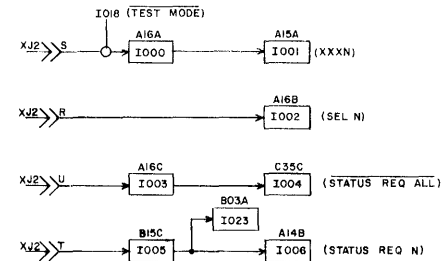 I018 (TEST MODE)
A16A A15A
XJ2 S I000 I001 (XXXN)
A16B
XJ2 R I002 (SEL N)
A16C C35C
XJ2 U I003 I004 (STATUS REQ ALL)
B03A
I023
B15C A14B
XJ2 T I005 I006 (STATUS REQ N)